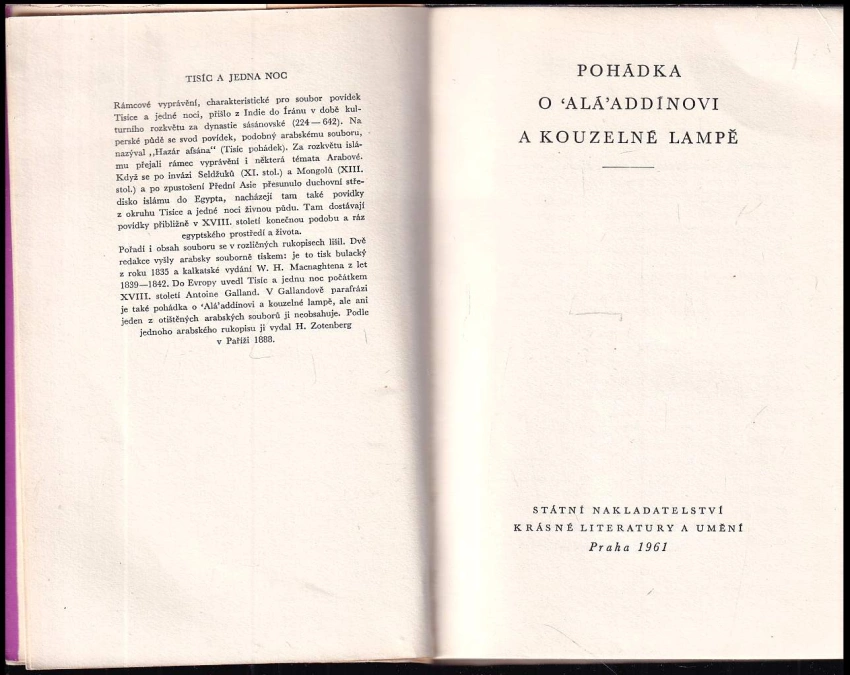 TISÍC A JEDNA NOC
Rámcové vyprávění, charakteristické pro soubor povídek
Tisíce a jedné noci, přišlo z Indie do Íránu v době kul-
turního rozkvětu za dynastie sásánovské (224—642). Na
perské půdě se svod povídek, podobný arabskému souboru,
nazýval „Hazár afsána“ (Tisíc pohádek). Za rozkvětu islá-
mu přejali rámec vyprávění i některá témata Arabové.
Když se po invázi Seldžuků (XI. stol.) a Mongolů (XIII.
stol.) a po zpustošení Přední Asie přesunulo duchovní stře-
disko islámu do Egypta, nacházejí tam také povídky
z okruhu Tisíce a jedné noci živnou půdu. Tam dostávají
povídky přibližně v XVIII. století konečnou podobu a ráz
egyptského prostředí a života.
Pořadí i obsah souboru se v rozličných rukopisech lišil. Dvě
redakce vyšly arabsky souborně tiskem: je to tisk bulacký
z roku 1835 a kalkatské vydání W. H. Macnaghtena z let
1839—1842. Do Evropy uvedl Tisíc a jednu noc počátkem
XVIII. století Antoine Galland. V Gallandově parafrázi
je také pohádka o ‘Alá’addínovi a kouzelné lampě, ale ani
jeden z otištěných arabských souborů ji neobsahuje. Podle
jednoho arabského rukopisu ji vydal H. Zotenberg
v Paříži 1888.
POHÁDKA
O ‘ALÁ’ADDÍNOVI
A KOUZELNÉ LAMPĚ
STÁTNÍ NAKLADATELSTVÍ
KRÁSNÉ LITERATURY A UMĚNÍ
Praha 1961